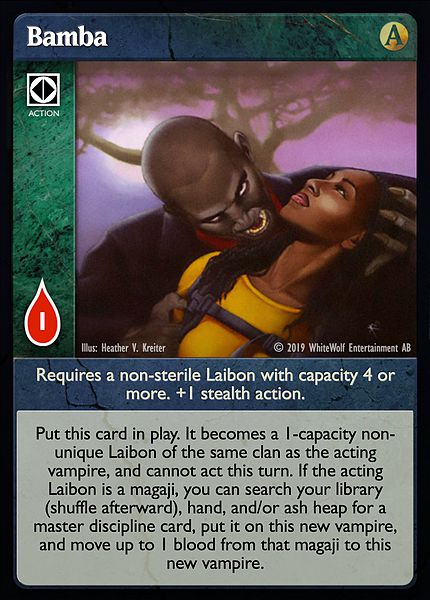 Bamba
A
ACTION
1
Illus: Heather V. Kreiter
© 2019 WhiteWolf Entertainment AB
Requires a non-sterile Laibon with capacity 4 or
more. +1 stealth action.
Put this card in play. It becomes a 1-capacity non-
unique Laibon of the same clan as the acting
vampire, and cannot act this turn. If the acting
Laibon is a magaji, you can search your library
(shuffle afterward), hand, and/or ash heap for a
master discipline card, put it on this new vampire,
and move up to 1 blood from that magaji to this
new vampire.